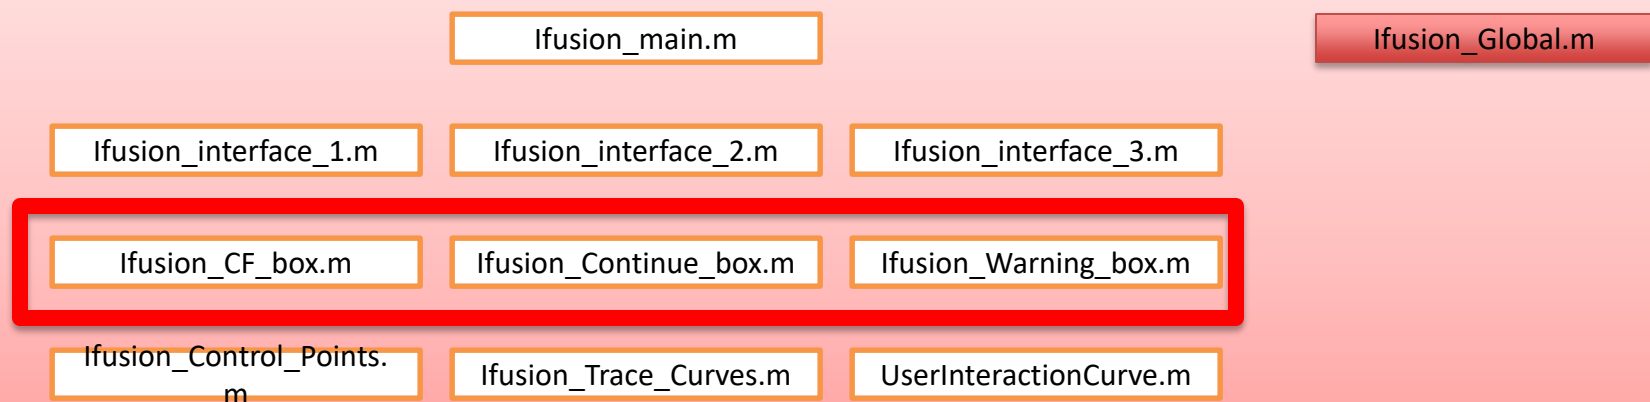 Ifusion_main.m
Ifusion_Global.m
Ifusion_interface_1.m
Ifusion_interface_2.m
Ifusion_interface_3.m
Ifusion_CF_box.m
Ifusion_Continue_box.m
Ifusion_Warning_box.m
Ifusion_Control_Points.
m
Ifusion_Trace_Curves.m
UserInteractionCurve.m